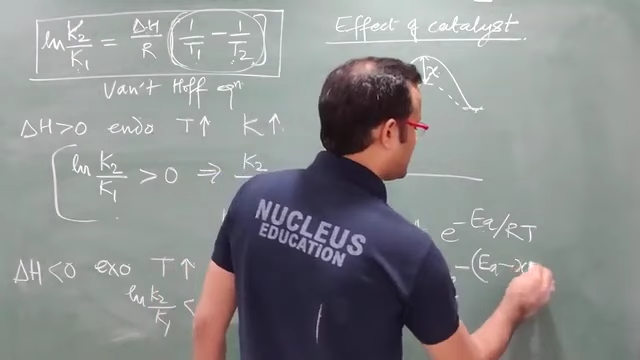 ln K₂/K₁ = ΔH/R (1/T₁ − 1/T₂)
Van't Hoff eqⁿ.
ΔH>0 endo T↑ K↑.
ln K₂/K₁ > 0 ⇒ K₂
ΔH<0 exo T↑
ln K₂/K₁ <
Effect of catalyst.
x
e^−Ea/RT
−(Ea−x
NUCLEUS
EDUCATION